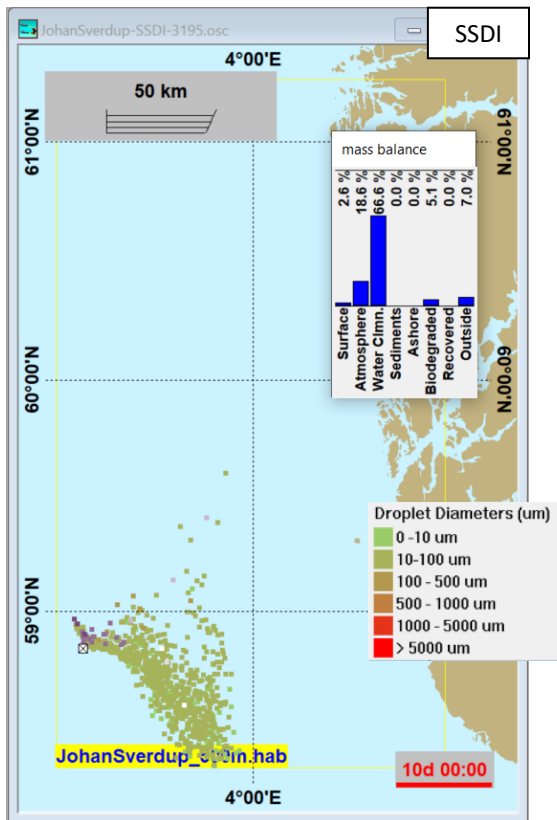 JohanSverdup-SSDI-3195.osc
SSDI
4°00'E
50 km
61°00'N
61°00'N
mass balance
2.6 %
18.6 %
66.6 %
0.0 %
0.0 %
5.1 %
0.0 %
7.0 %
Surface
Atmosphere
Water Clmn.
Sediments
Ashore
Biodegraded
Recovered
Outside
60°00'N
60°00'N
Droplet Diameters (um)
0 -10 um
10-100 um
100 - 500 um
500 - 1000 um
1000 - 5000 um
> 5000 um
59°00'N
10d 00:00
4°00'E